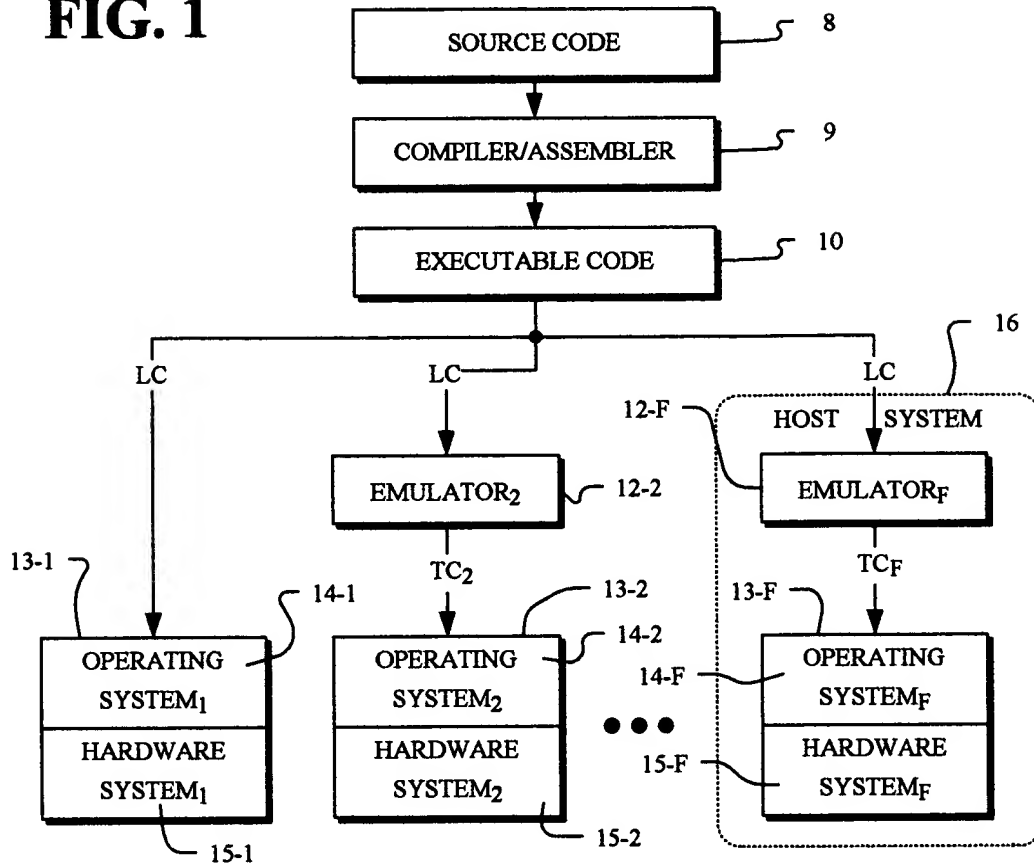 FIG. 1
SOURCE CODE
8
COMPILER/ASSEMBLER
9
EXECUTABLE CODE
10
16
LC
LC
LC
12-F
HOST SYSTEM
EMULATOR2
12-2
EMULATORF
13-1
TC2
TCF
14-1
13-2
13-F
OPERATING
SYSTEM1
14-2
OPERATING
SYSTEM2
14-F
OPERATING
SYSTEMF
HARDWARE
SYSTEM1
HARDWARE
SYSTEM2
15-F
HARDWARE
SYSTEMF
15-1
15-2